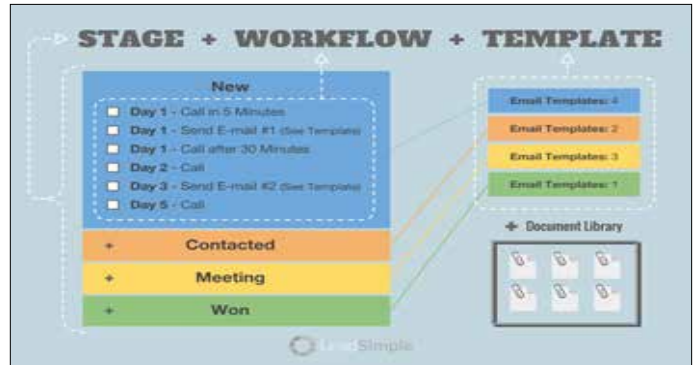 STAGE + WORKFLOW + TEMPLATE
New
Day 1 - Call in 5 Minutes
Day 1 - Send E-mail #1 (See Template)
Day 1 - Call after 30 Minutes
Day 2 - Call
Day 3 - Send E-mail #2 (See Template)
Day 5 - Call
+ Contacted
+ Meeting
+ Won
Email Templates: 4
Email Templates: 2
Email Templates: 3
Email Templates: 1
+ Document Library
LeadSimple